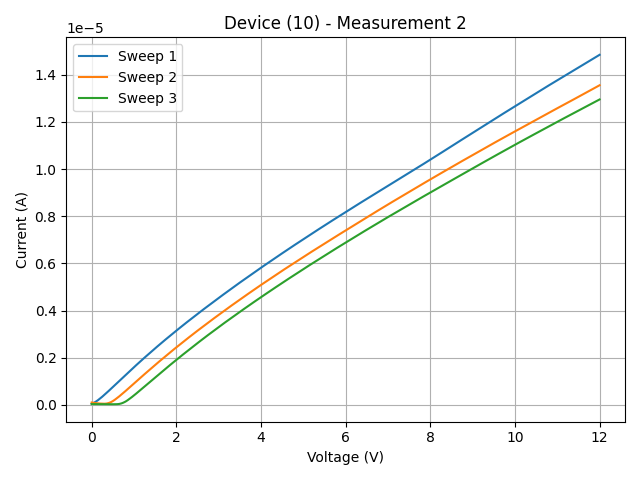 Device (10) - Measurement 2
1e−5
Sweep 1
Sweep 2
Sweep 3
1.4
1.2
1.0
0.8
0.6
0.4
0.2
0.0
Current (A)
0 2 4 6 8 10 12
Voltage (V)